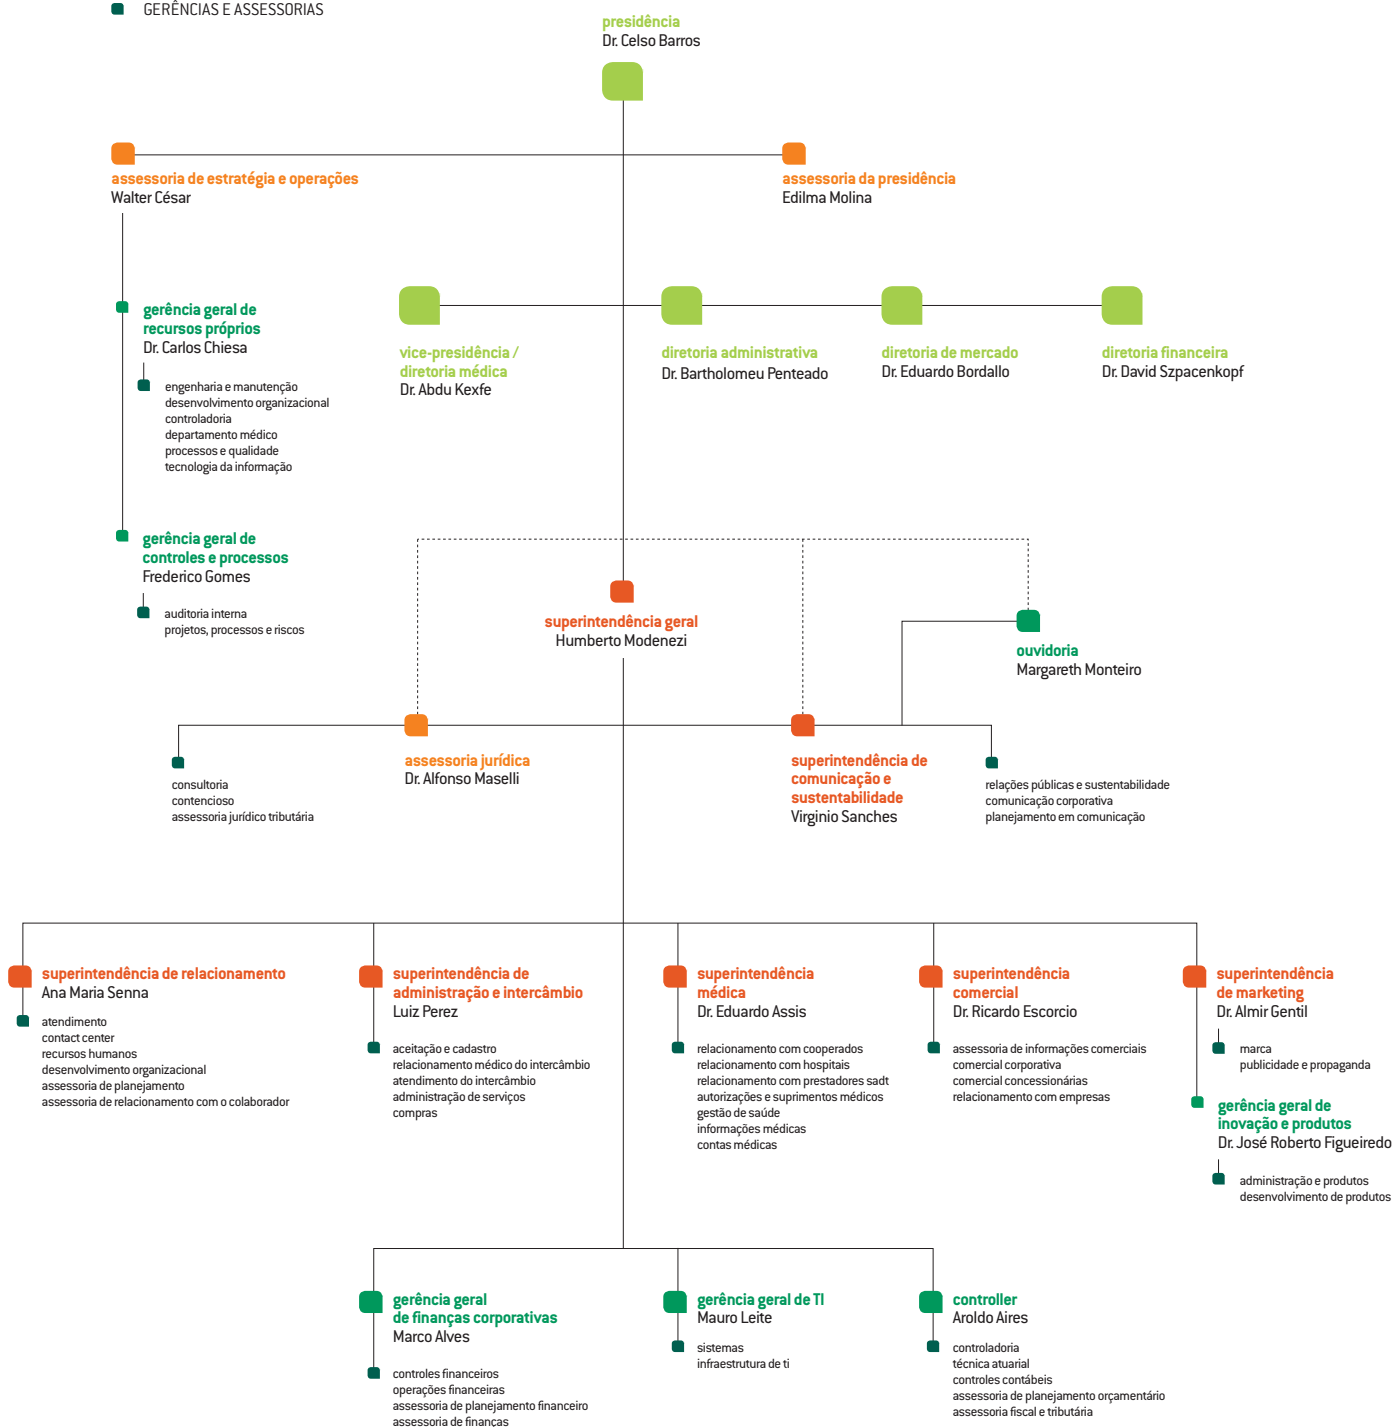 GERÊNCIAS E ASSESSORIAS
presidência
Dr. Celso Barros
assessoria de estratégia e operações
Walter César
assessoria da presidência
Edilma Molina
gerência geral de
recursos próprios
Dr. Carlos Chiesa
engenharia e manutenção
desenvolvimento organizacional
controladoria
departamento médico
processos e qualidade
tecnologia da informação
vice-presidência /
diretoria médica
Dr. Abdu Kexfe
diretoria administrativa
Dr. Bartholomeu Penteado
diretoria de mercado
Dr. Eduardo Bordallo
diretoria financeira
Dr. David Szpacenkopf
gerência geral de
controles e processos
Frederico Gomes
auditoria interna
projetos, processos e riscos
superintendência geral
Humberto Modenezi
ouvidoria
Margareth Monteiro
consultoria
contencioso
assessoria jurídico tributária
assessoria jurídica
Dr. Alfonso Maselli
superintendência de
comunicação e
sustentabilidade
Virginio Sanches
relações públicas e sustentabilidade
comunicação corporativa
planejamento em comunicação
superintendência de relacionamento
Ana Maria Senna
atendimento
contact center
recursos humanos
desenvolvimento organizacional
assessoria de planejamento
assessoria de relacionamento com o colaborador
superintendência de
administração e intercâmbio
Luiz Perez
aceitação e cadastro
relacionamento médico do intercâmbio
atendimento do intercâmbio
administração de serviços
compras
superintendência
médica
Dr. Eduardo Assis
relacionamento com cooperados
relacionamento com hospitais
relacionamento com prestadores sadt
autorizações e suprimentos médicos
gestão de saúde
informações médicas
contas médicas
superintendência
comercial
Dr. Ricardo Escorcio
assessoria de informações comerciais
comercial corporativa
comercial concessionárias
relacionamento com empresas
superintendência
de marketing
Dr. Almir Gentil
marca
publicidade e propaganda
gerência geral de
inovação e produtos
Dr. José Roberto Figueiredo
administração e produtos
desenvolvimento de produtos
gerência geral
de finanças corporativas
Marco Alves
controles financeiros
operações financeiras
assessoria de planejamento financeiro
assessoria de finanças
gerência geral de TI
Mauro Leite
sistemas
infraestrutura de ti
controller
Aroldo Aires
controladoria
técnica atuarial
controles contábeis
assessoria de planejamento orçamentário
assessoria fiscal e tributária